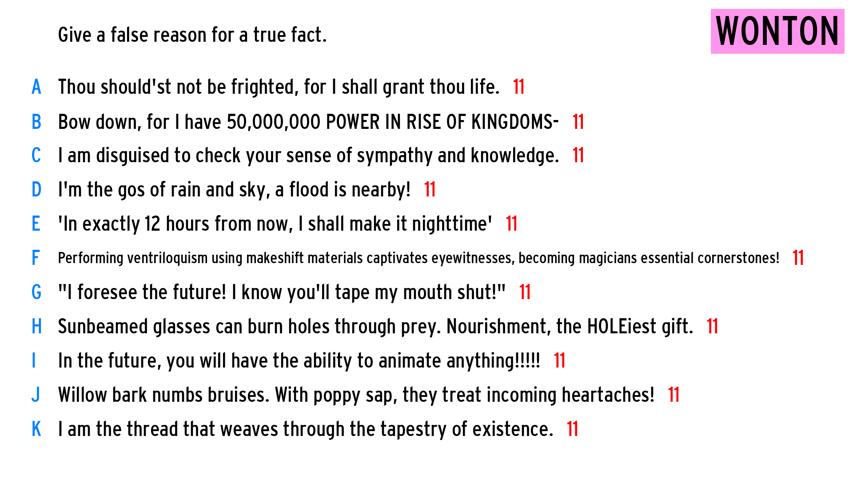 Give a false reason for a true fact.
WONTON
A Thou should'st not be frighted, for I shall grant thou life. 11
B Bow down, for I have 50,000,000 POWER IN RISE OF KINGDOMS- 11
C I am disguised to check your sense of sympathy and knowledge. 11
D I'm the gos of rain and sky, a flood is nearby! 11
E 'In exactly 12 hours from now, I shall make it nighttime' 11
F Performing ventriloquism using makeshift materials captivates eyewitnesses, becoming magicians essential cornerstones! 11
G "I foresee the future! I know you'll tape my mouth shut!" 11
H Sunbeamed glasses can burn holes through prey. Nourishment, the HOLEiest gift. 11
I In the future, you will have the ability to animate anything!!!!! 11
J Willow bark numbs bruises. With poppy sap, they treat incoming heartaches! 11
K I am the thread that weaves through the tapestry of existence. 11